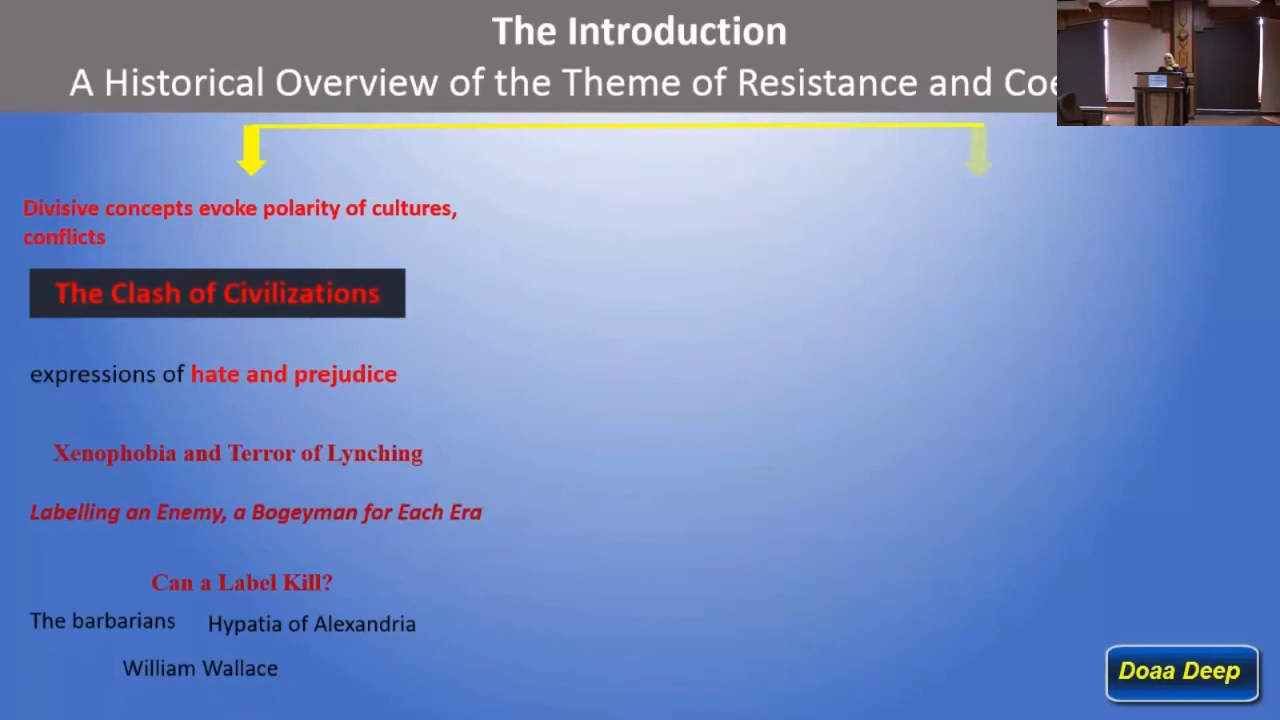 The Introduction
A Historical Overview of the Theme of Resistance and
Divisive concepts evoke polarity of cultures,
conflicts
The Clash of Civilizations
expressions of hate and prejudice
Xenophobia and Terror of Lynching
Labelling an Enemy, a Bogeyman for Each Era
Can a Label Kill?
The barbarians Hypatia of Alexandria
William Wallace
Doaa Deep